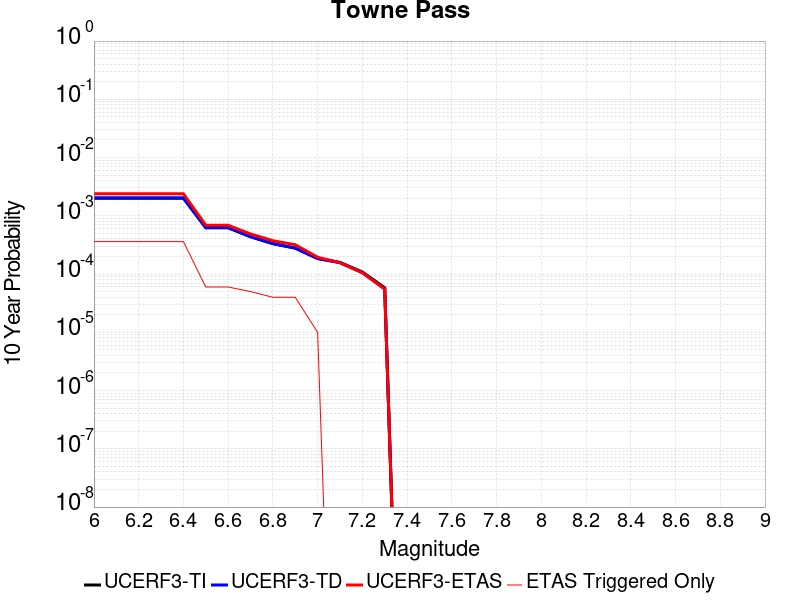 Towne Pass
10 Year Probability
10^0
10^-1
10^-2
10^-3
10^-4
10^-5
10^-6
10^-7
10^-8
6 6.2 6.4 6.6 6.8 7 7.2 7.4 7.6 7.8 8 8.2 8.4 8.6 8.8 9
Magnitude
UCERF3-TI UCERF3-TD UCERF3-ETAS ETAS Triggered Only